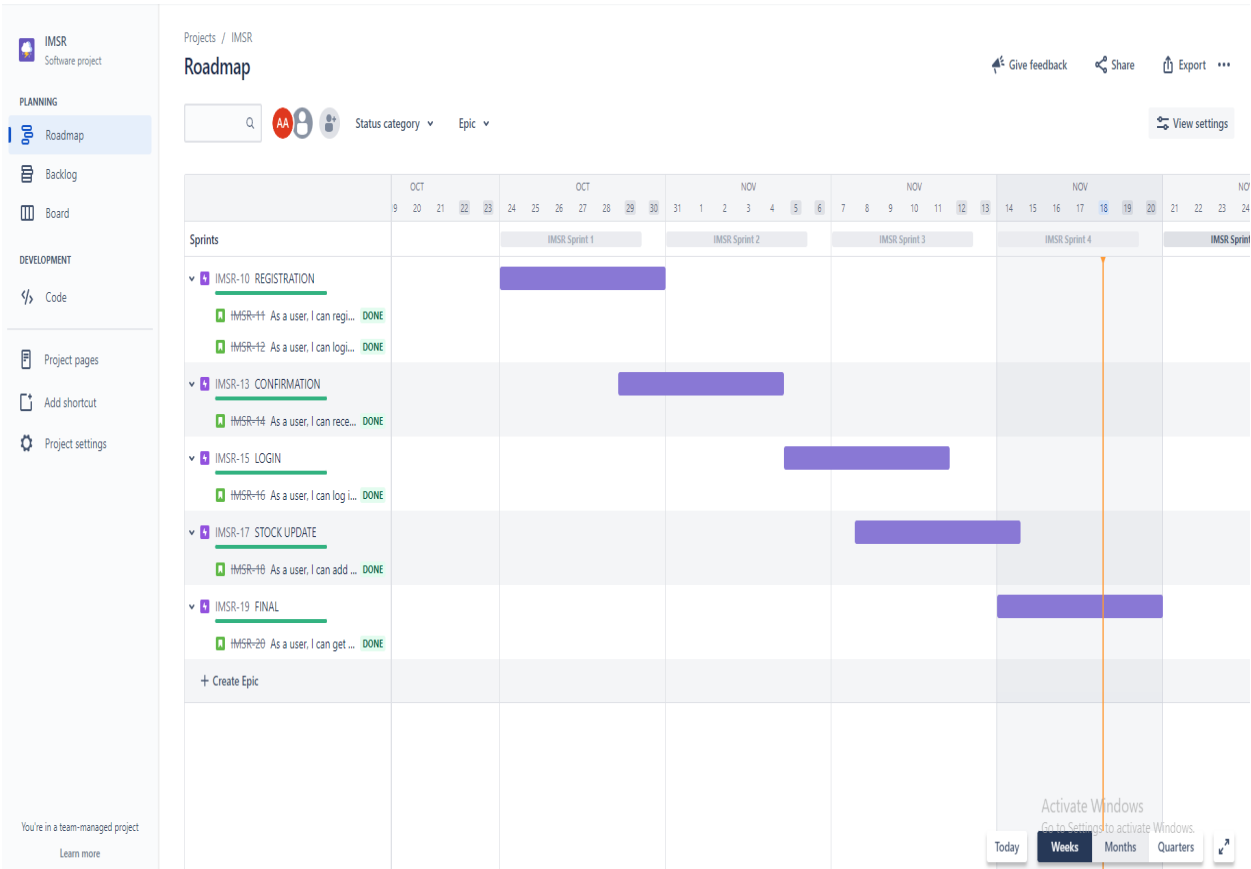 IMSR
Software project
PLANNING
Roadmap
Backlog
Board
DEVELOPMENT
Code
Project pages
Add shortcut
Project settings
You're in a team-managed project
Learn more
Projects / IMSR
Roadmap
Give feedback Share Export
AA Status category Epic
View settings
OCT OCT NOV NOV NOV
20 21 22 23 24 25 26 27 28 29 30 31 1 2 3 4 5 6 7 8 9 10 11 12 13 14 15 16 17 18 19 20 21 22 23 24
Sprints IMSR Sprint 1 IMSR Sprint 2 IMSR Sprint 3 IMSR Sprint 4 IMSR Sprint
IMSR-10 REGISTRATION
IMSR-11 As a user, I can regi... DONE
IMSR-12 As a user, I can logi... DONE
IMSR-13 CONFIRMATION
IMSR-14 As a user, I can rece... DONE
IMSR-15 LOGIN
IMSR-16 As a user, I can log i... DONE
IMSR-17 STOCK UPDATE
IMSR-18 As a user, I can add ... DONE
IMSR-19 FINAL
IMSR-20 As a user, I can get ... DONE
+ Create Epic
Activate Windows
Go to Settings to activate Windows.
Today Weeks Months Quarters